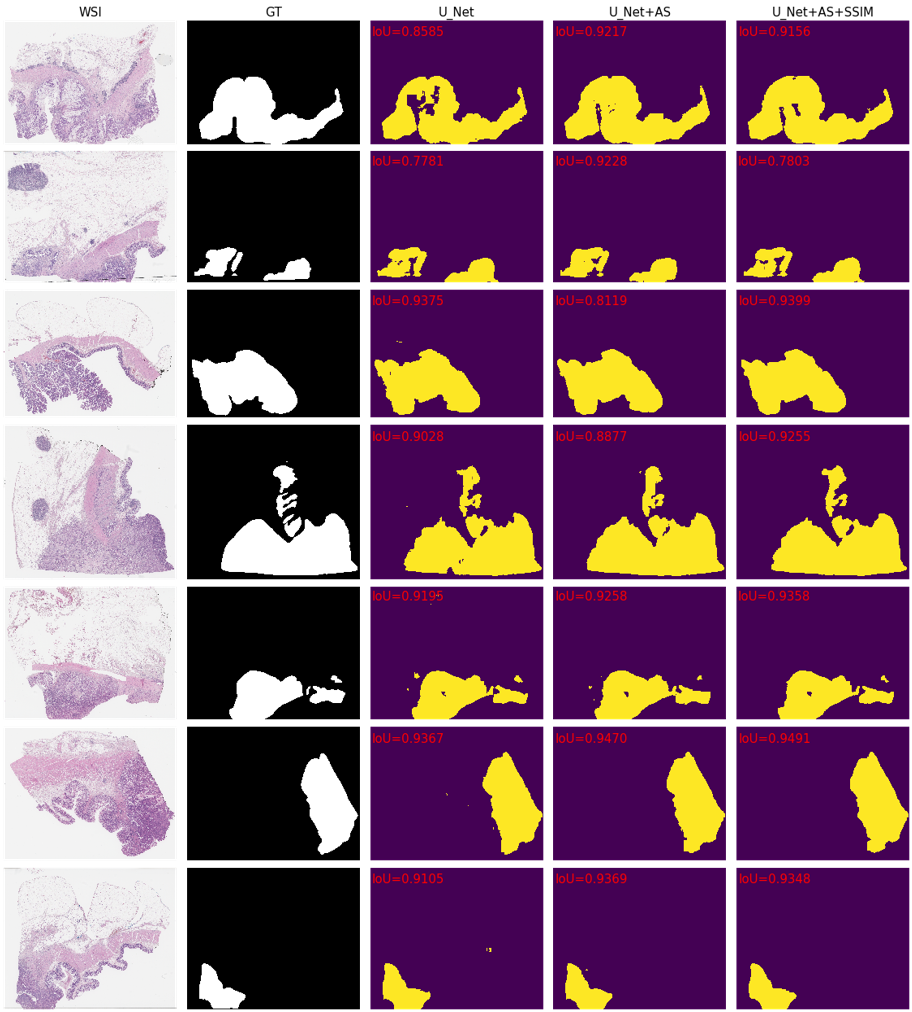 WSI GT U_Net U_Net+AS U_Net+AS+SSIM
IoU=0.8585 IoU=0.9217 IoU=0.9156
IoU=0.7781 IoU=0.9228 IoU=0.7803
IoU=0.9375 IoU=0.8119 IoU=0.9399
IoU=0.9028 IoU=0.8877 IoU=0.9255
IoU=0.9195 IoU=0.9258 IoU=0.9358
IoU=0.9367 IoU=0.9470 IoU=0.9491
IoU=0.9105 IoU=0.9369 IoU=0.9348